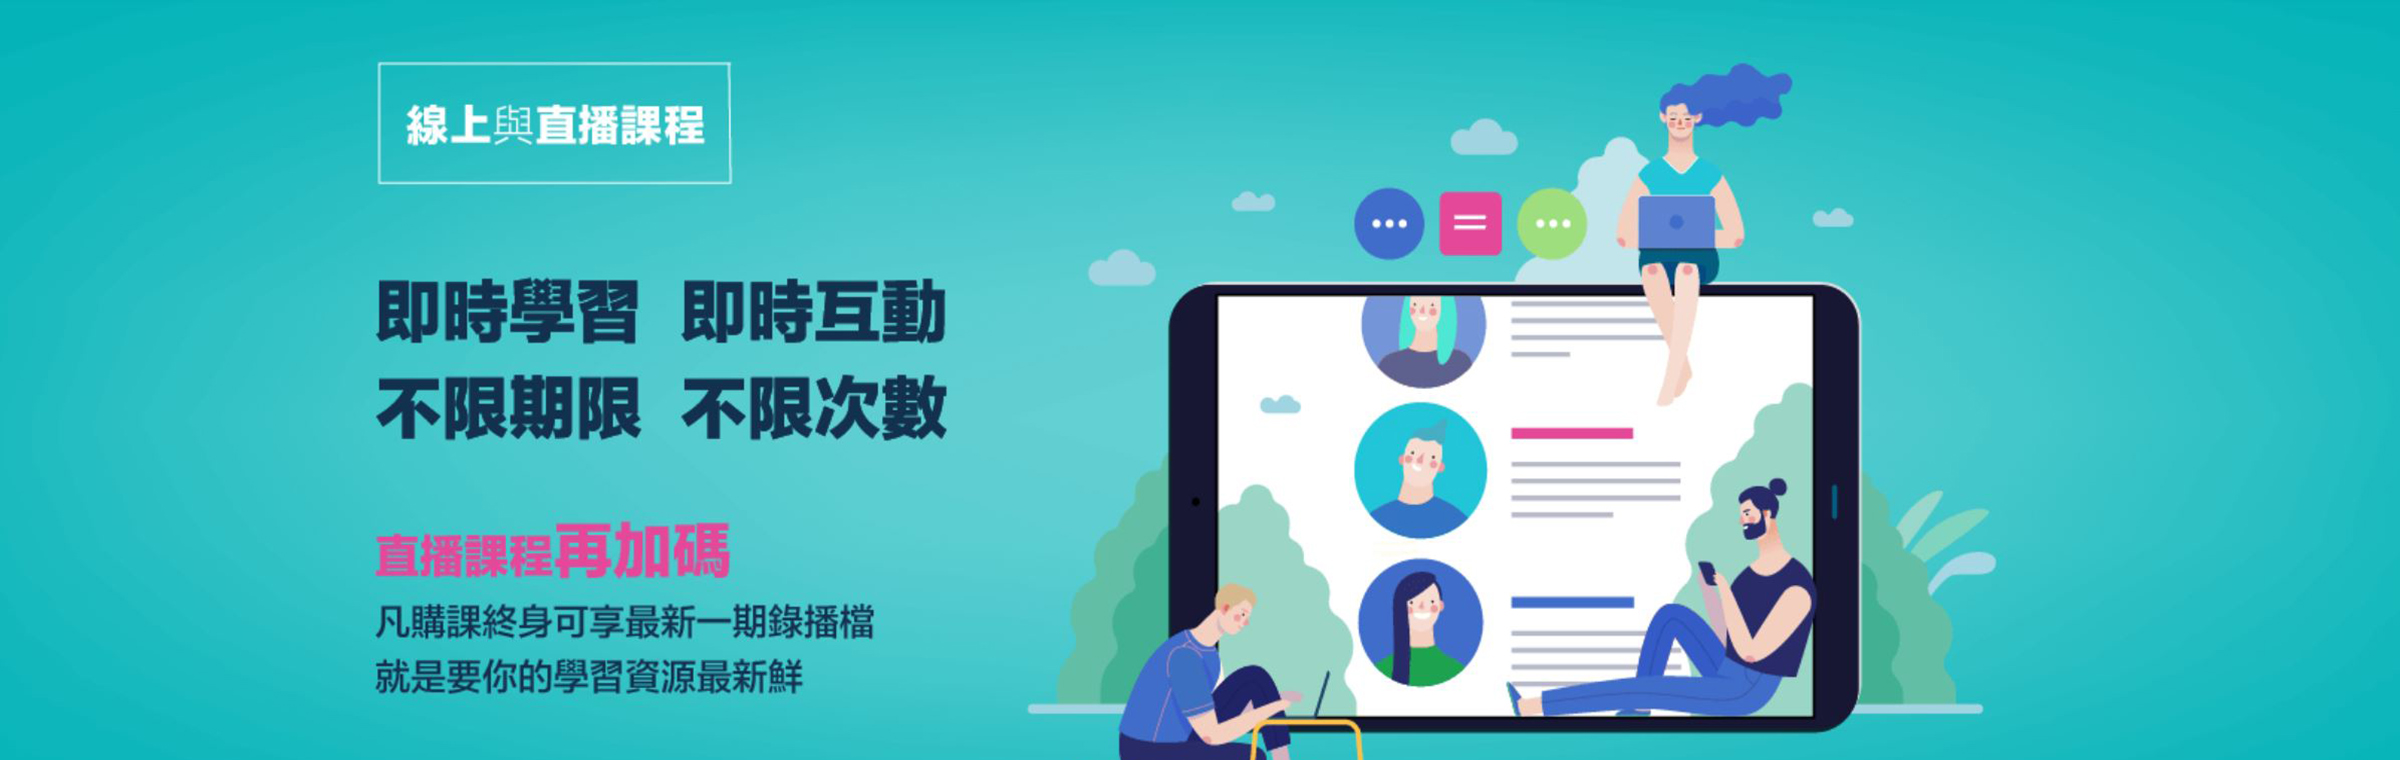 線上與直播課程
即時學習 即時互動
不限期限 不限次數
直播課程再加碼
凡購課終身可享最新一期錄播檔
就是要你的學習資源最新鮮